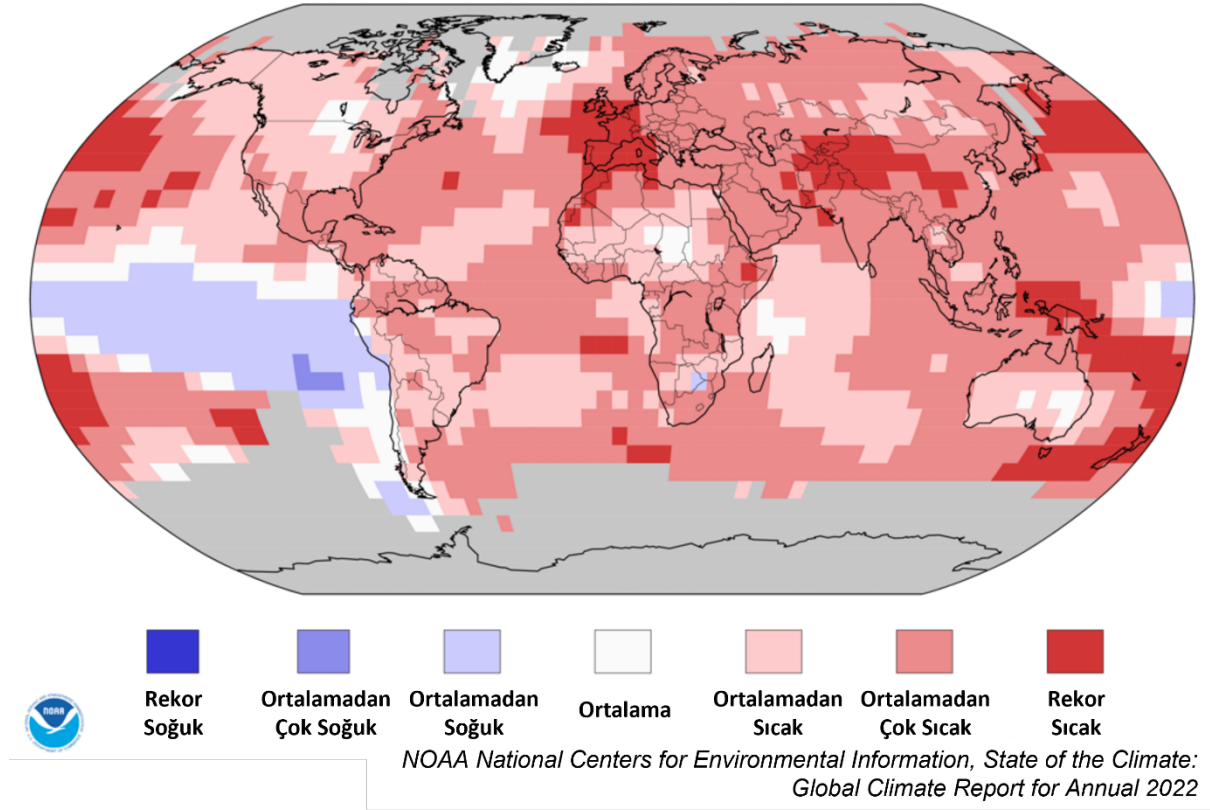 Rekor
Soğuk
Ortalamadan
Çok Soğuk
Ortalamadan
Soğuk
Ortalama
Ortalamadan
Sıcak
Ortalamadan
Çok Sıcak
Rekor
Sıcak
NOAA
NOAA National Centers for Environmental Information, State of the Climate:
Global Climate Report for Annual 2022